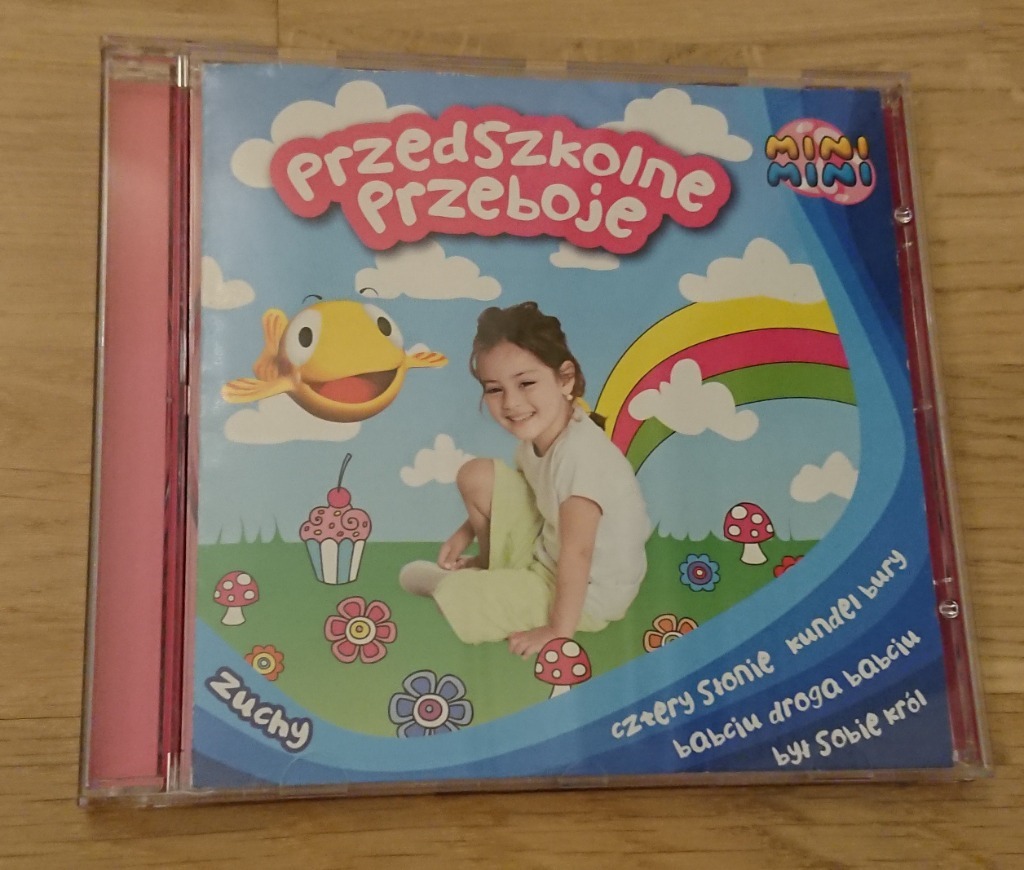 przedszkolne
przeboje
MINI
MINI
zuchy
cztery słonie kundel bury
babciu droga babciu
był sobie król